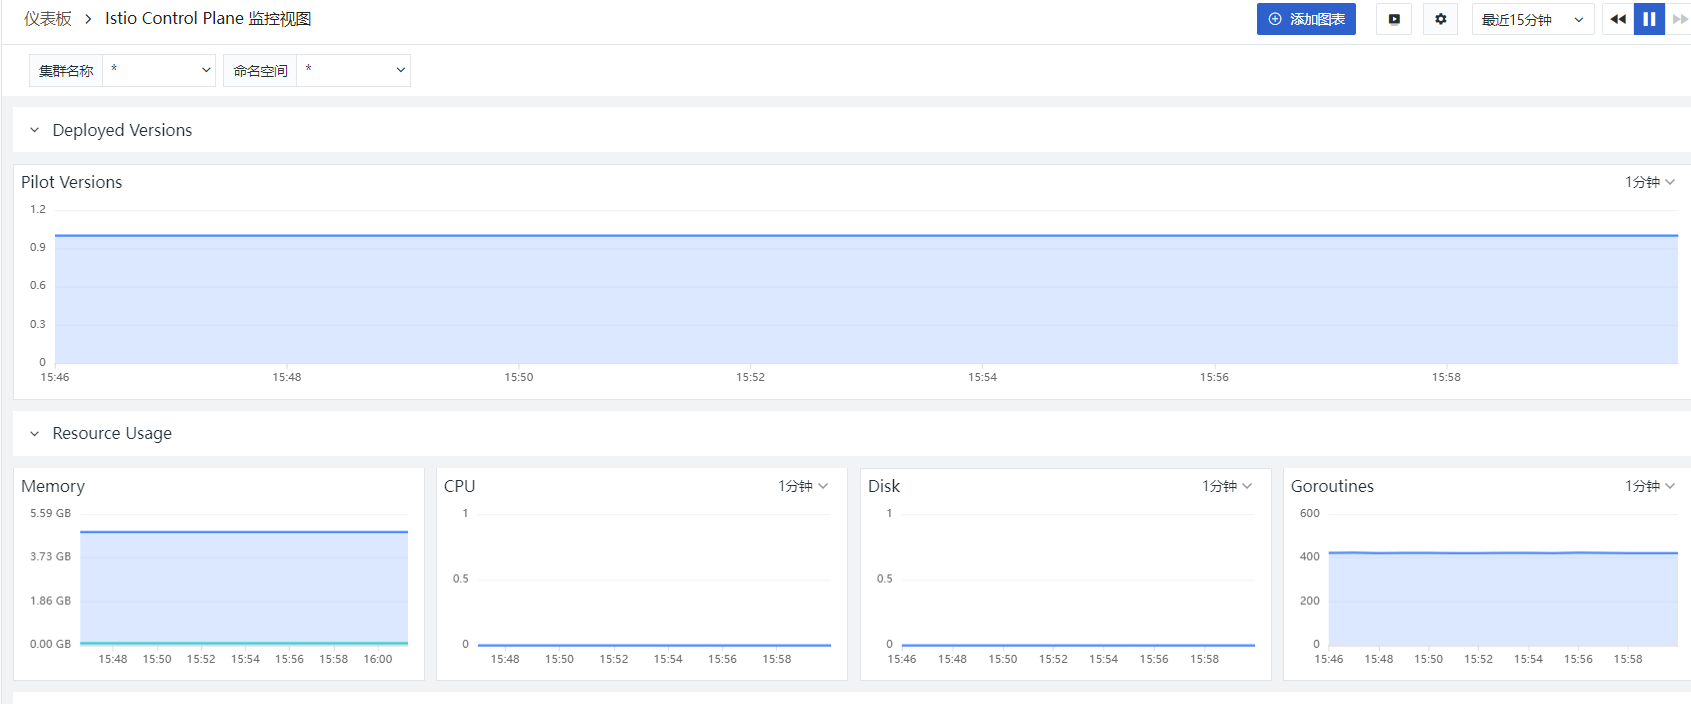 仪表板 > Istio Control Plane 监控视图
添加图表
最近15分钟
集群名称 *
命名空间 *
Deployed Versions
Pilot Versions
1分钟
1.2
0.9
0.6
0.3
0
15:46 15:48 15:50 15:52 15:54 15:56 15:58
Resource Usage
Memory
5.59 GB
3.73 GB
1.86 GB
0.00 GB
15:48 15:50 15:52 15:54 15:56 15:58 16:00
CPU
1分钟
1
0.5
0
15:48 15:50 15:52 15:54 15:56 15:58
Disk
1分钟
1
0.5
0
15:46 15:48 15:50 15:52 15:54 15:56 15:58
Goroutines
1分钟
600
400
200
0
15:46 15:48 15:50 15:52 15:54 15:56 15:58